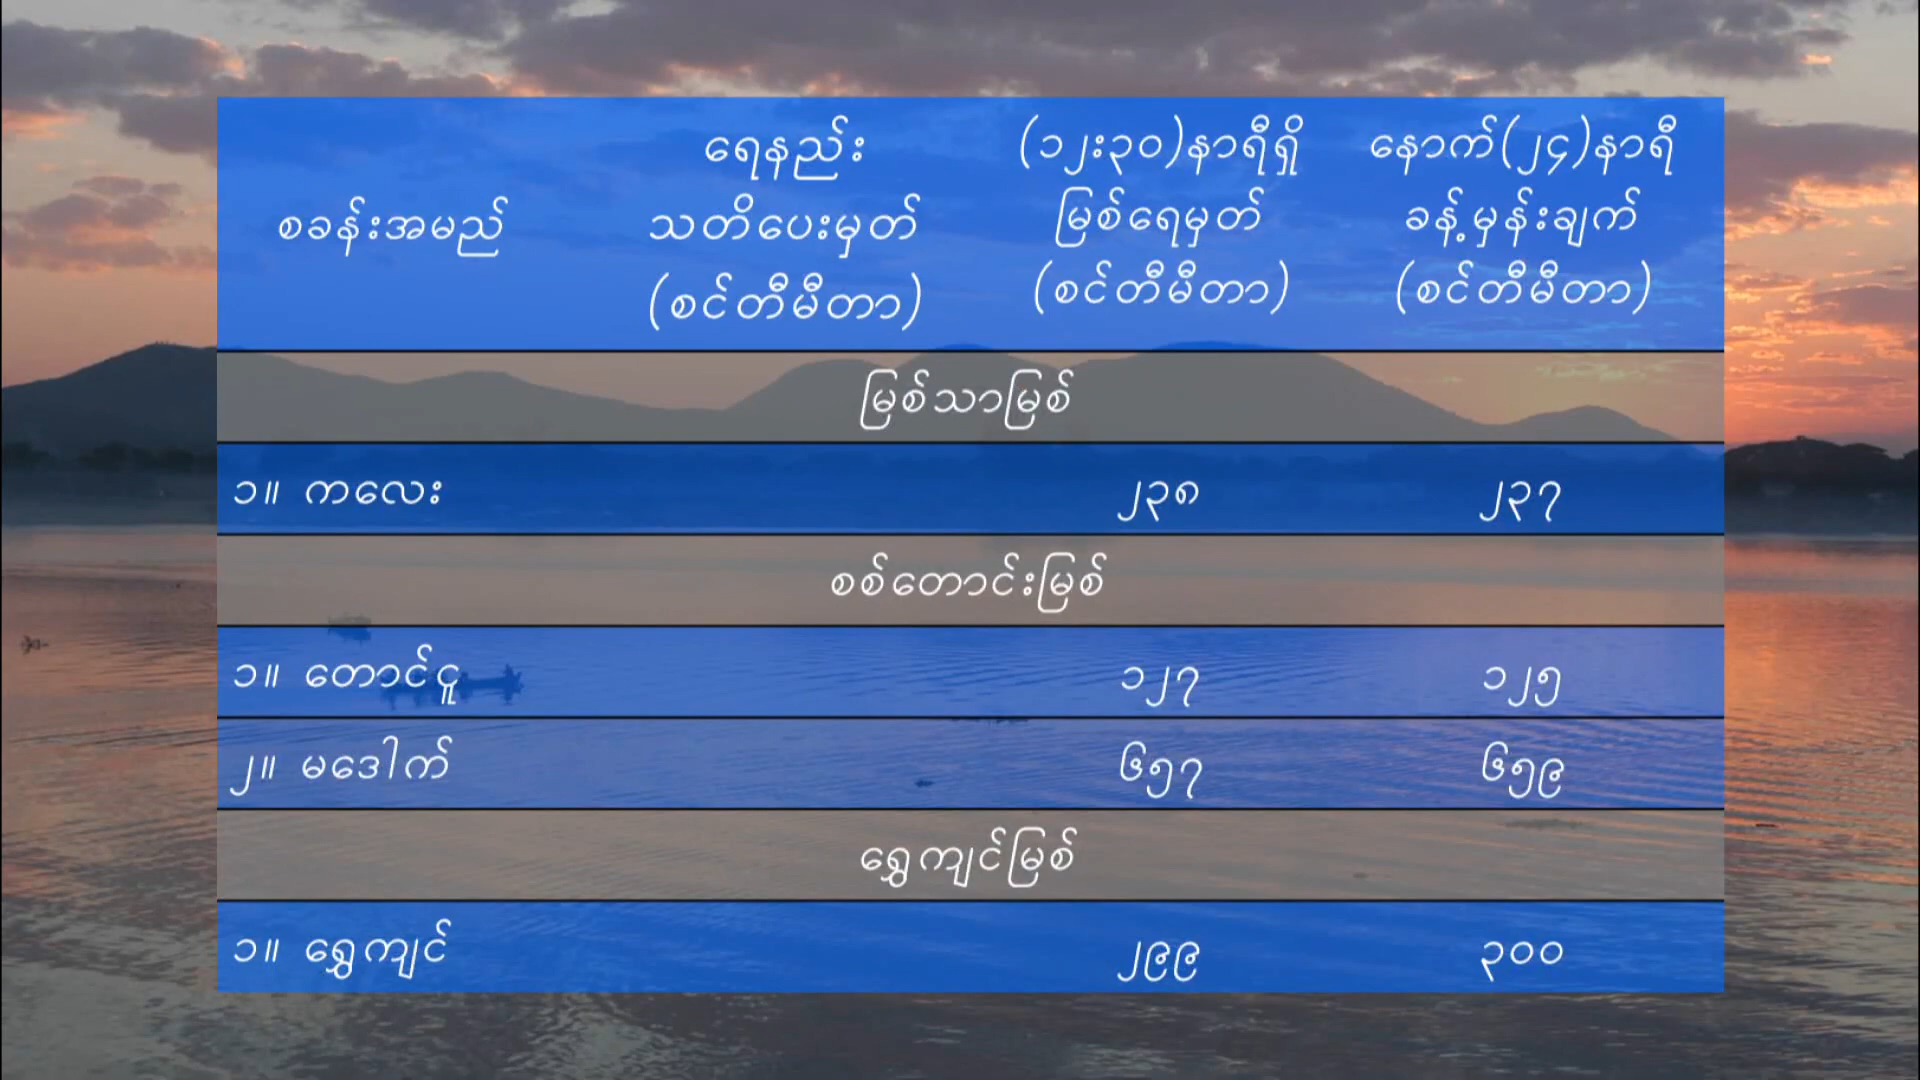 စခန်းအမည်
ရေနည်း
သတိပေးမှတ်
(စင်တီမီတာ)
(၁၂း၃၀)နာရီရှိ
မြစ်ရေမှတ်
(စင်တီမီတာ)
နောက်(၂၄)နာရီ
ခန့်မှန်းချက်
(စင်တီမီတာ)
မြစ်သာမြစ်
၁။ ကလေး ၂၃၈ ၂၃၇
စစ်တောင်းမြစ်
၁။ တောင်ငူ ၁၂၇ ၁၂၅
၂။ မဒေါက် ၆၅၇ ၆၅၉
ရွှေကျင်မြစ်
၁။ ရွှေကျင် ၂၉၉ ၃၀၀